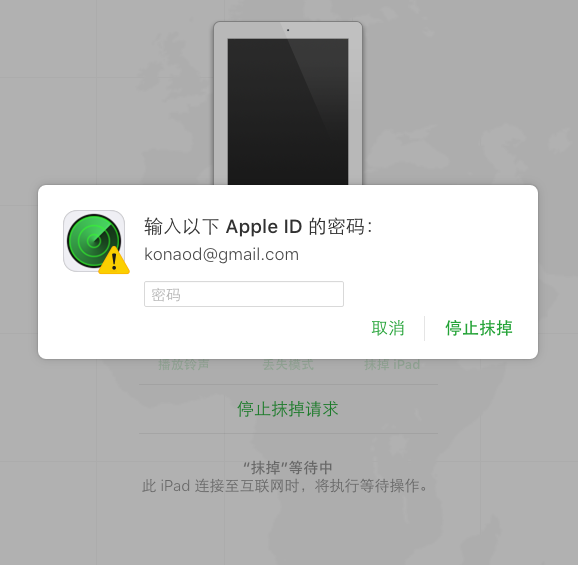 输入以下 Apple ID 的密码：
konaod@gmail.com
密码
取消
停止抹掉
播放铃声
丢失模式
抹掉 iPad
停止抹掉请求
“抹掉”等待中
此 iPad 连接至互联网时，将执行等待操作。